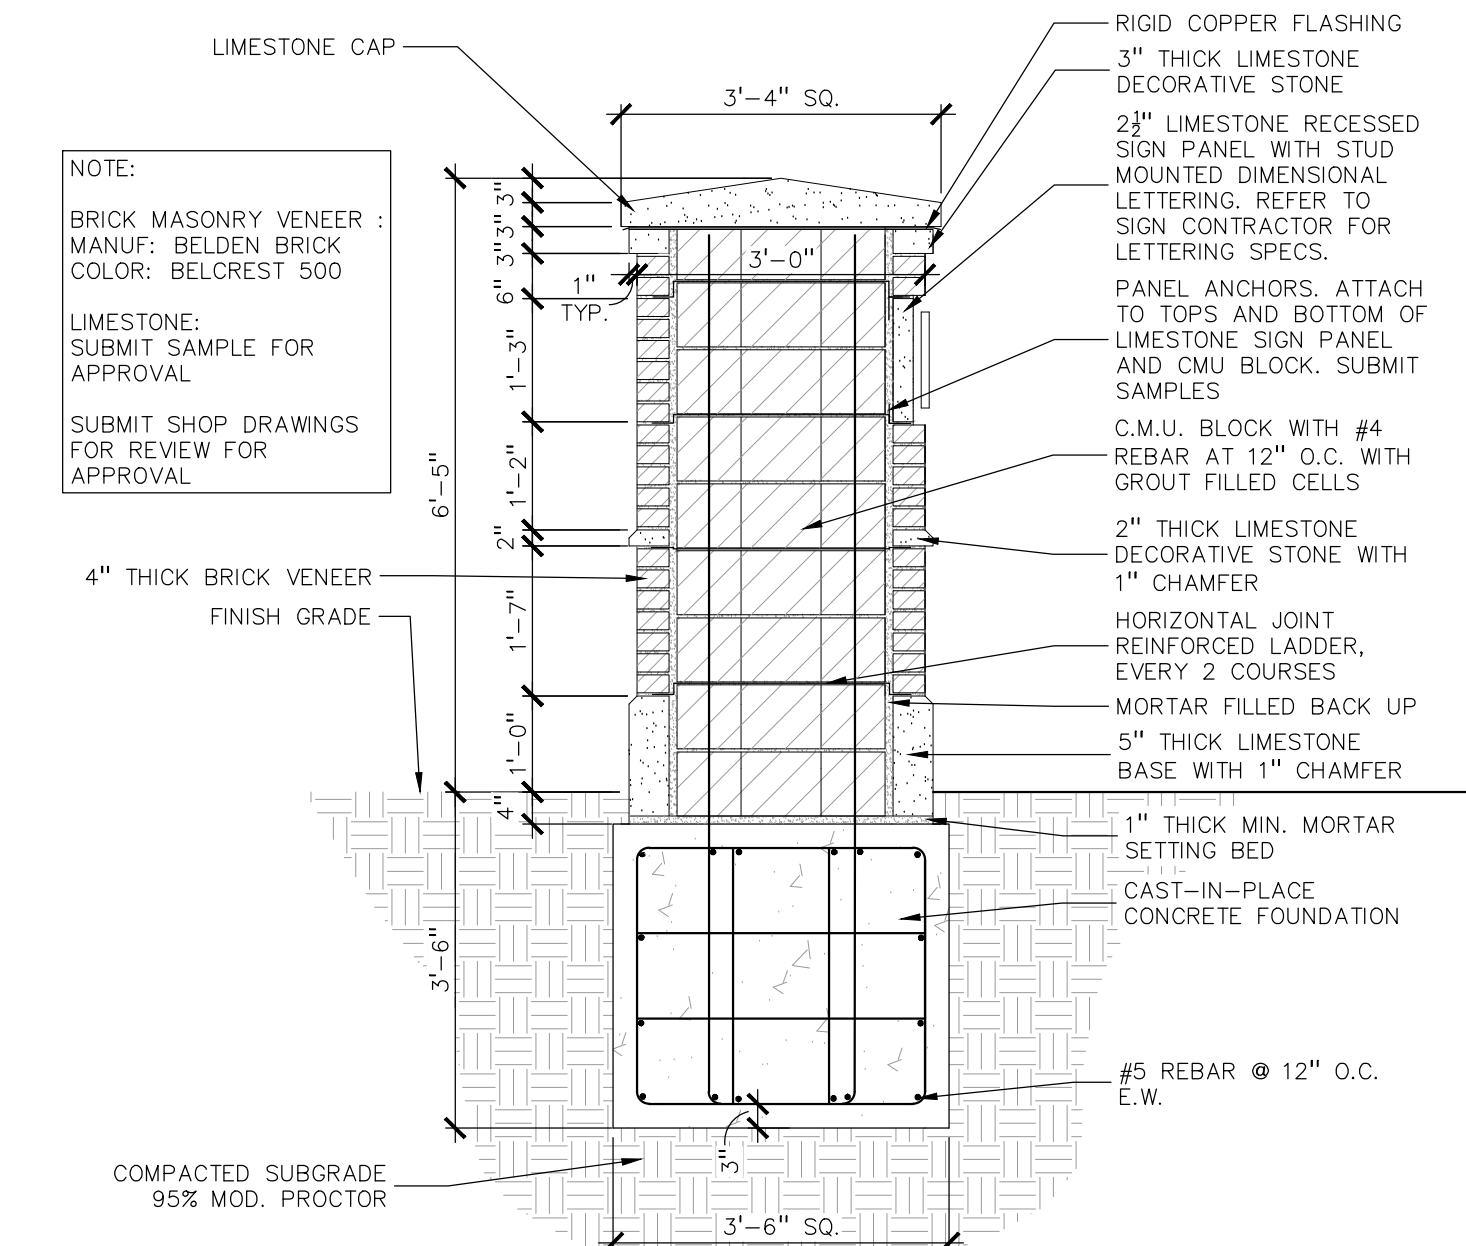 LIMESTONE CAP
NOTE:
BRICK MASONRY VENEER :
MANUF: BELDEN BRICK
COLOR: BELCREST 500
LIMESTONE:
SUBMIT SAMPLE FOR
APPROVAL
SUBMIT SHOP DRAWINGS
FOR REVIEW FOR
APPROVAL
4" THICK BRICK VENEER
FINISH GRADE
COMPACTED SUBGRADE
95% MOD. PROCTOR
6'-5"
3'-6"
3"
3"
3"
6"
1'-3"
1'-2"
2"
1'-7"
1'-0"
4"
3'-4" SQ.
3'-0"
1"
TYP.
3"
3'-6" SQ.
RIGID COPPER FLASHING
3" THICK LIMESTONE
DECORATIVE STONE
2½" LIMESTONE RECESSED
SIGN PANEL WITH STUD
MOUNTED DIMENSIONAL
LETTERING. REFER TO
SIGN CONTRACTOR FOR
LETTERING SPECS.
PANEL ANCHORS. ATTACH
TO TOPS AND BOTTOM OF
LIMESTONE SIGN PANEL
AND CMU BLOCK. SUBMIT
SAMPLES
C.M.U. BLOCK WITH #4
REBAR AT 12" O.C. WITH
GROUT FILLED CELLS
2" THICK LIMESTONE
DECORATIVE STONE WITH
1" CHAMFER
HORIZONTAL JOINT
REINFORCED LADDER,
EVERY 2 COURSES
MORTAR FILLED BACK UP
5" THICK LIMESTONE
BASE WITH 1" CHAMFER
1" THICK MIN. MORTAR
SETTING BED
CAST-IN-PLACE
CONCRETE FOUNDATION
#5 REBAR @ 12" O.C.
E.W.